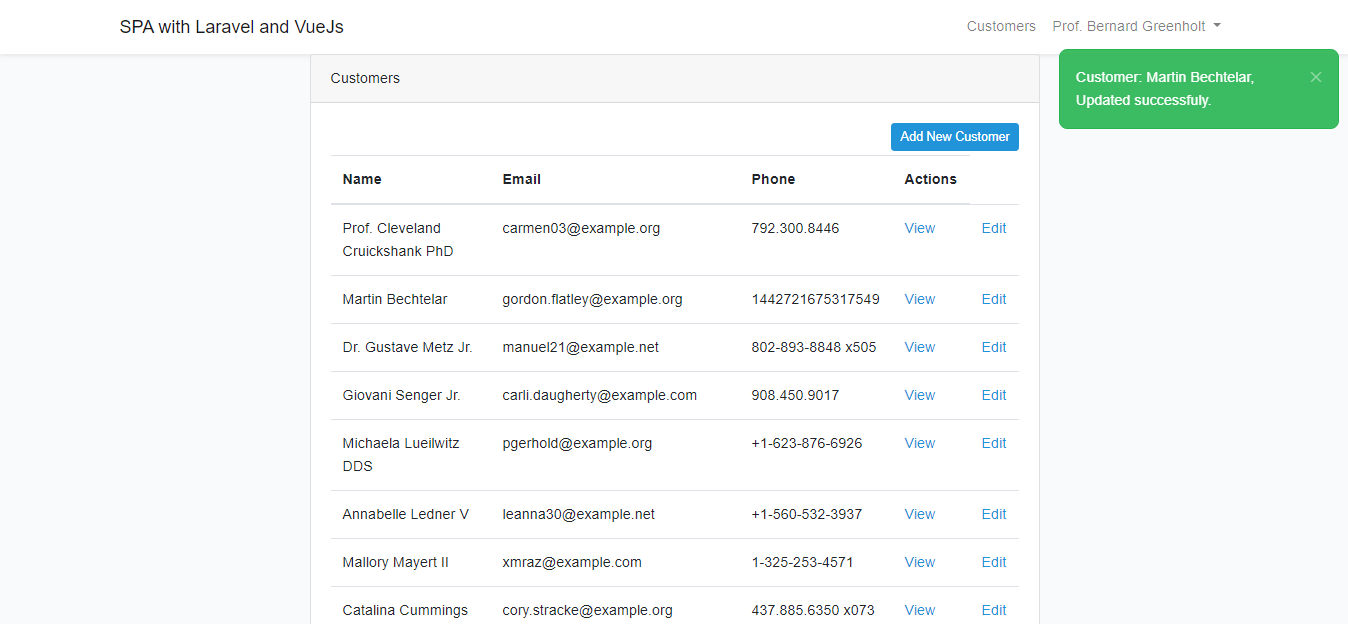 SPA with Laravel and VueJs
Customers Prof. Bernard Greenholt
Customers
Customer: Martin Bechtelar,
Updated successfuly.
×
Add New Customer
Name Email Phone Actions
Prof. Cleveland carmen03@example.org 792.300.8446 View Edit
Cruickshank PhD
Martin Bechtelar gordon.flatley@example.org 1442721675317549 View Edit
Dr. Gustave Metz Jr. manuel21@example.net 802-893-8848 x505 View Edit
Giovani Senger Jr. carli.daugherty@example.com 908.450.9017 View Edit
Michaela Lueilwitz pgerhold@example.org +1-623-876-6926 View Edit
DDS
Annabelle Ledner V leanna30@example.net +1-560-532-3937 View Edit
Mallory Mayert II xmraz@example.com 1-325-253-4571 View Edit
Catalina Cummings cory.stracke@example.org 437.885.6350 x073 View Edit